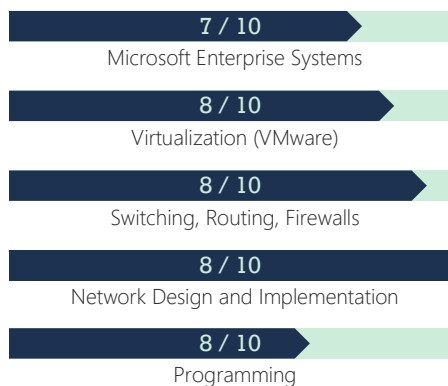 7 / 10
Microsoft Enterprise Systems
8 / 10
Virtualization (VMware)
8 / 10
Switching, Routing, Firewalls
8 / 10
Network Design and Implementation
8 / 10
Programming